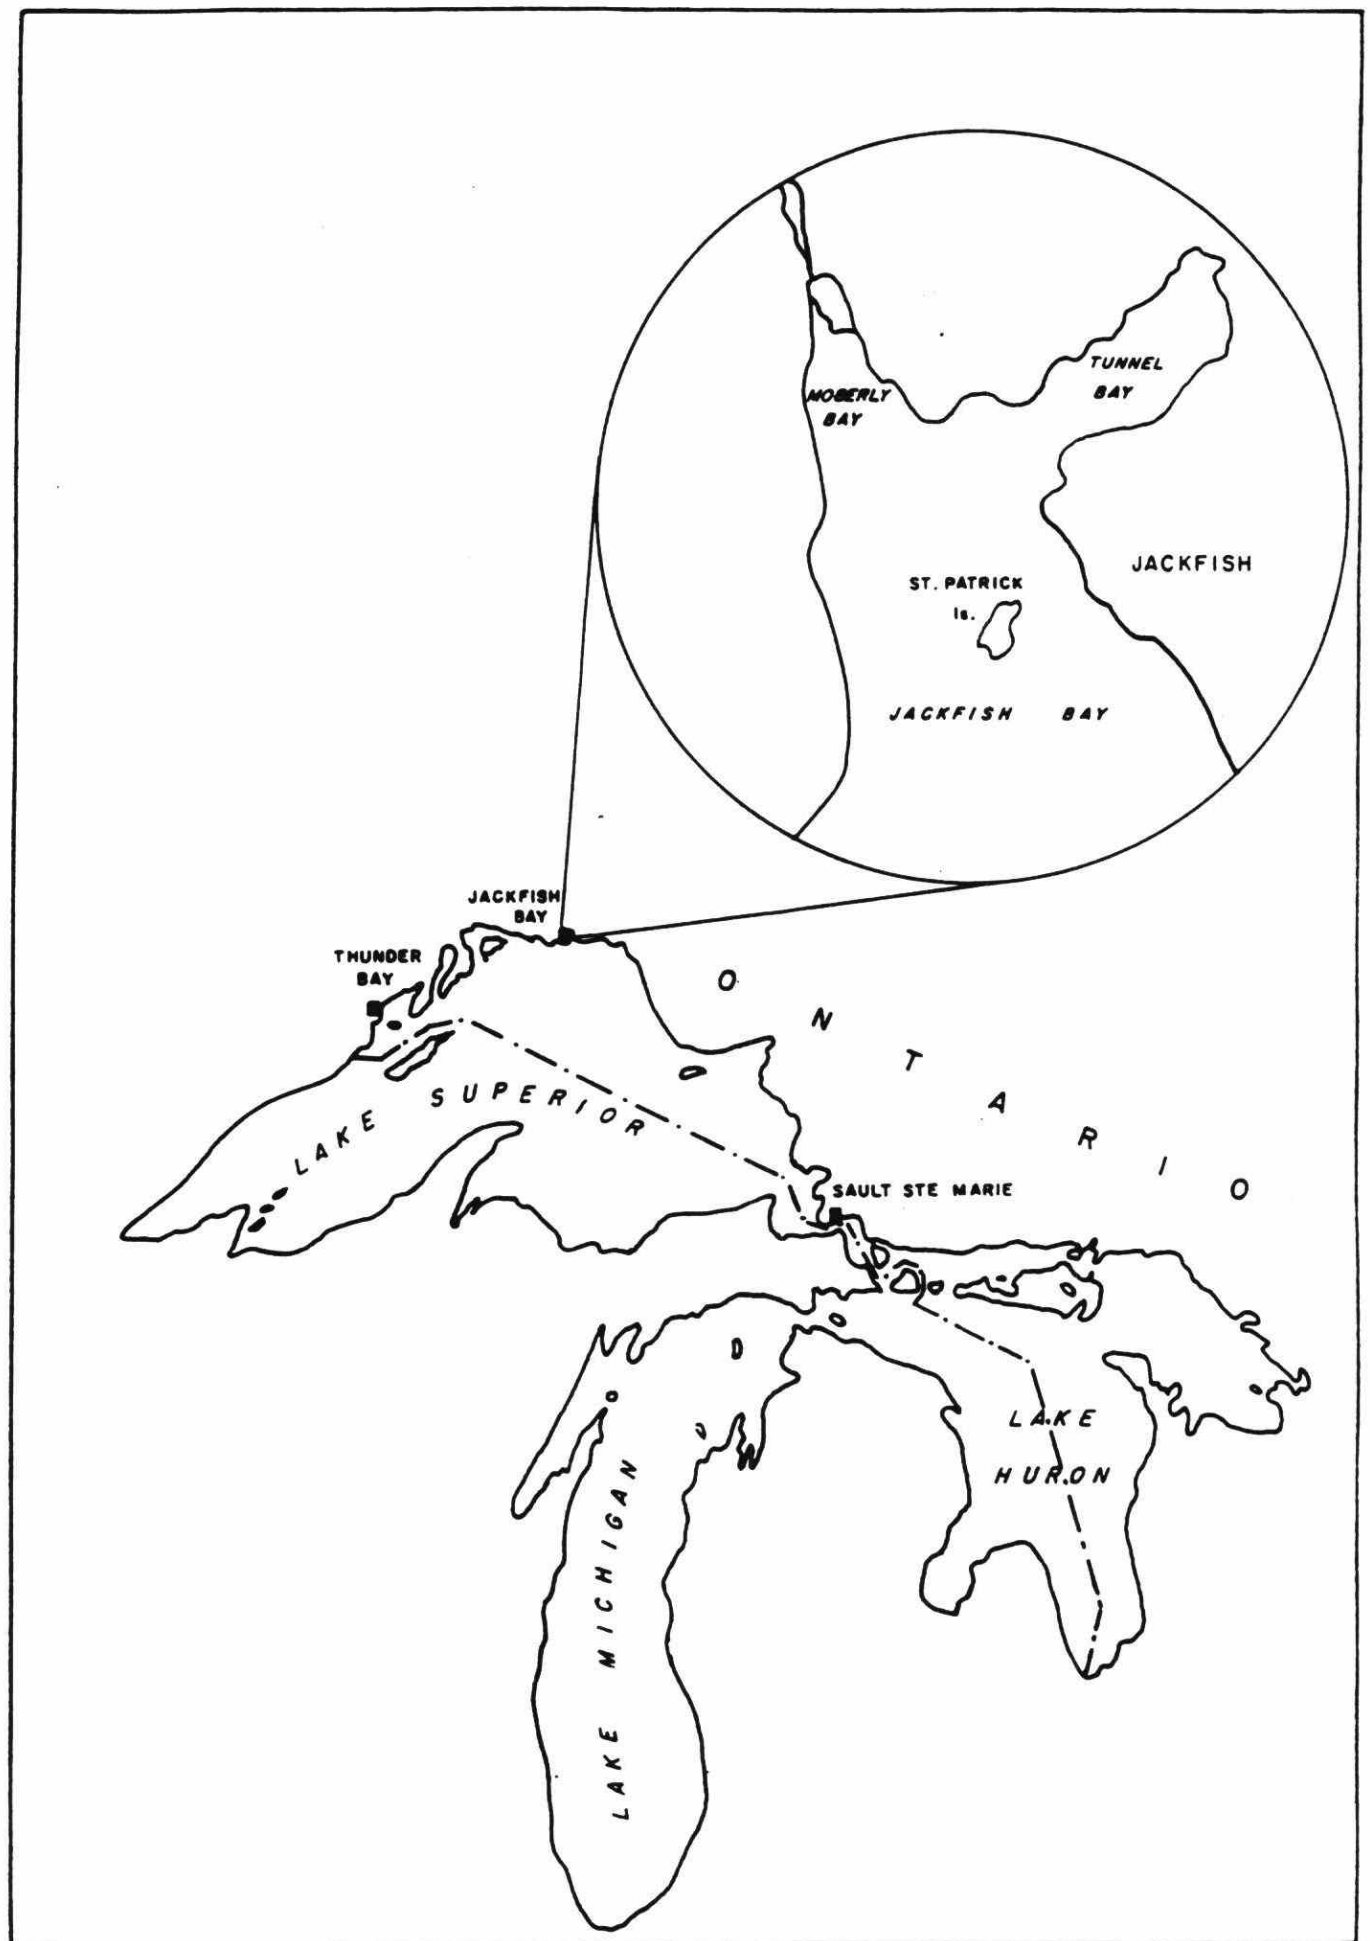 MOBERLY
BAY
TUNNEL
BAY
JACKFISH
ST. PATRICK
Is.
JACKFISH BAY
JACKFISH
BAY
THUNDER
BAY
ONTARIO
LAKE SUPERIOR
SAULT STE MARIE
LAKE
HURON
LAKE MICHIGAN